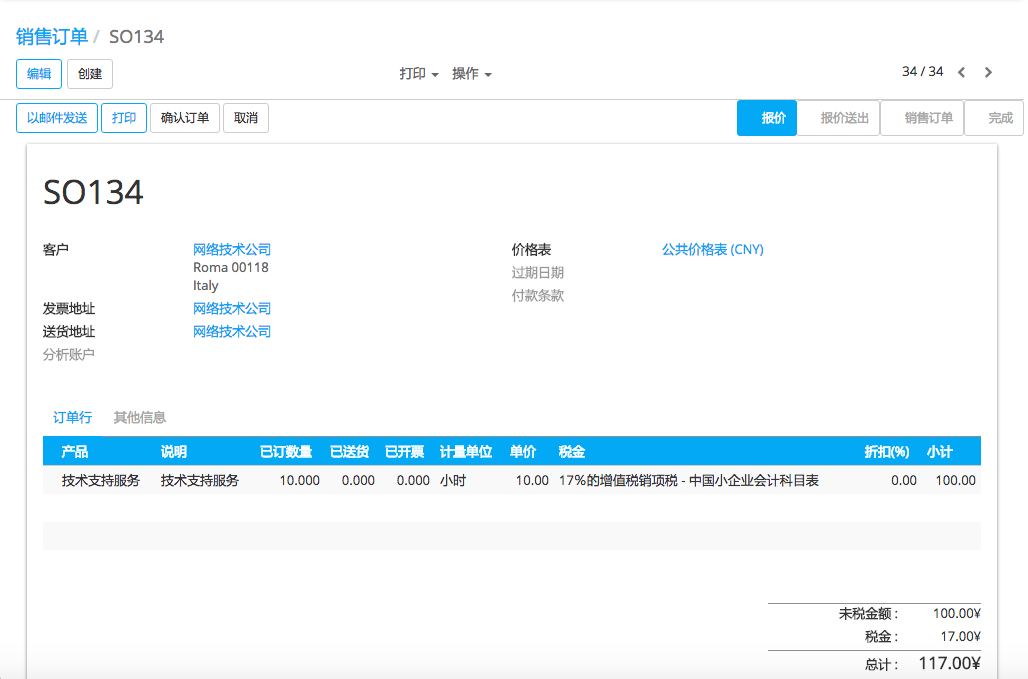 销售订单 / SO134
编辑 创建 打印 操作 34 / 34
以邮件发送 打印 确认订单 取消 报价 报价送出 销售订单 完成
SO134
客户 网络技术公司 价格表 公共价格表 (CNY)
Roma 00118 过期日期
Italy 付款条款
发票地址 网络技术公司
送货地址 网络技术公司
分析账户
订单行 其他信息
产品 说明 已订数量 已送货 已开票 计量单位 单价 税金 折扣(%) 小计
技术支持服务 技术支持服务 10.000 0.000 0.000 小时 10.00 17%的增值税销项税 - 中国小企业会计科目表 0.00 100.00
未税金额 : 100.00¥
税金 : 17.00¥
总计 : 117.00¥